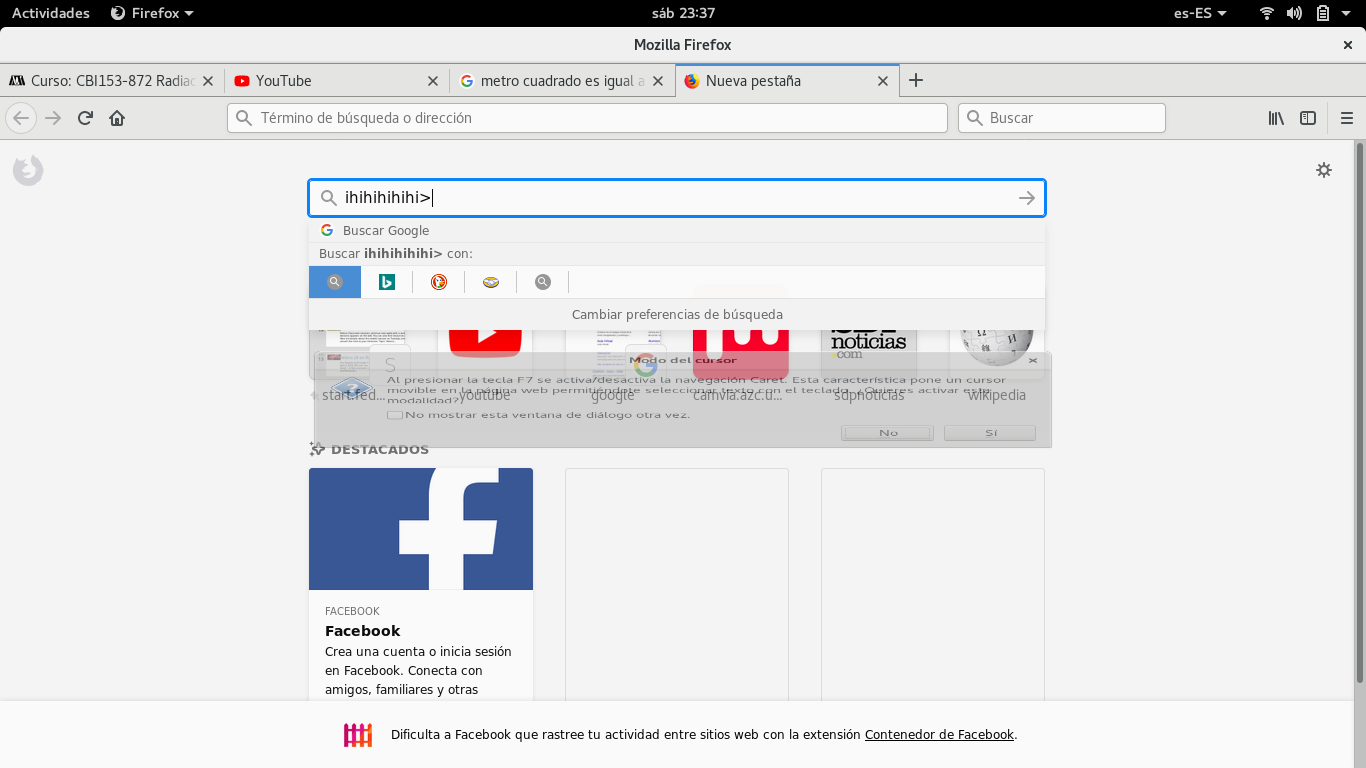 Actividades Firefox sáb 23:37 es-ES
Mozilla Firefox
Curso: CBI153-872 Radiac YouTube metro cuadrado es igual a Nueva pestaña
Término de búsqueda o dirección Buscar
ihihihihihi>
Buscar Google
Buscar ihihihihihi> con:
Cambiar preferencias de búsqueda
noticias
.com
S
Modo del cursor
Al presionar la tecla F7 se activa/desactiva la navegación Caret. Esta característica pone un cursor
movible en la página web permitiéndote seleccionar texto con el teclado. ¿Quieres activar esta
modalidad?)
start.fed... youtube google camvia.azc.u... sdpnoticias wikipedia
No mostrar esta ventana de diálogo otra vez.
No Sí
DESTACADOS
FACEBOOK
Facebook
Crea una cuenta o inicia sesión
en Facebook. Conecta con
amigos, familiares y otras
Dificulta a Facebook que rastree tu actividad entre sitios web con la extensión Contenedor de Facebook.